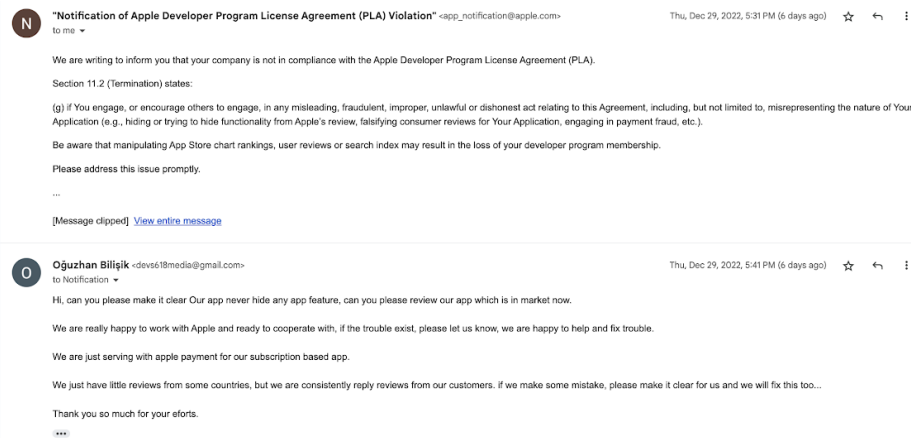 N
"Notification of Apple Developer Program License Agreement (PLA) Violation" <app_notification@apple.com>
Thu, Dec 29, 2022, 5:31 PM (6 days ago)
to me
We are writing to inform you that your company is not in compliance with the Apple Developer Program License Agreement (PLA).
Section 11.2 (Termination) states:
(g) if You engage, or encourage others to engage, in any misleading, fraudulent, improper, unlawful or dishonest act relating to this Agreement, including, but not limited to, misrepresenting the nature of Your
Application (e.g., hiding or trying to hide functionality from Apple's review, falsifying consumer reviews for Your Application, engaging in payment fraud, etc.).
Be aware that manipulating App Store chart rankings, user reviews or search index may result in the loss of your developer program membership.
Please address this issue promptly.
...
[Message clipped] View entire message
O
Oğuzhan Bilişik <devs618media@gmail.com>
Thu, Dec 29, 2022, 5:41 PM (6 days ago)
to Notification
Hi, can you please make it clear Our app never hide any app feature, can you please review our app which is in market now.
We are really happy to work with Apple and ready to cooperate with, if the trouble exist, please let us know, we are happy to help and fix trouble.
We are just serving with apple payment for our subscription based app.
We just have little reviews from some countries, but we are consistently reply reviews from our customers. if we make some mistake, please make it clear for us and we will fix this too...
Thank you so much for your eforts.